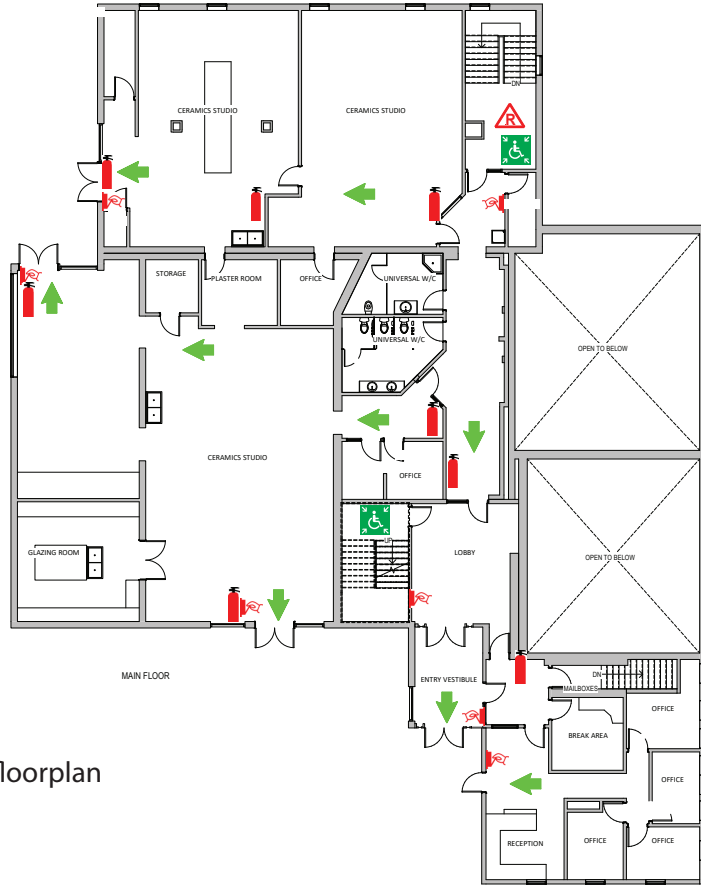 DN
R
CERAMICS STUDIO
CERAMICS STUDIO
STORAGE
PLASTER ROOM
OFFICE
UNIVERSAL W/C
UNIVERSAL W/C
OPEN TO BELOW
CERAMICS STUDIO
OFFICE
UP
GLAZING ROOM
LOBBY
OPEN TO BELOW
MAIN FLOOR
ENTRY VESTIBULE
DN
MAILBOXES
OFFICE
BREAK AREA
floorplan
OFFICE
RECEPTION
OFFICE
OFFICE